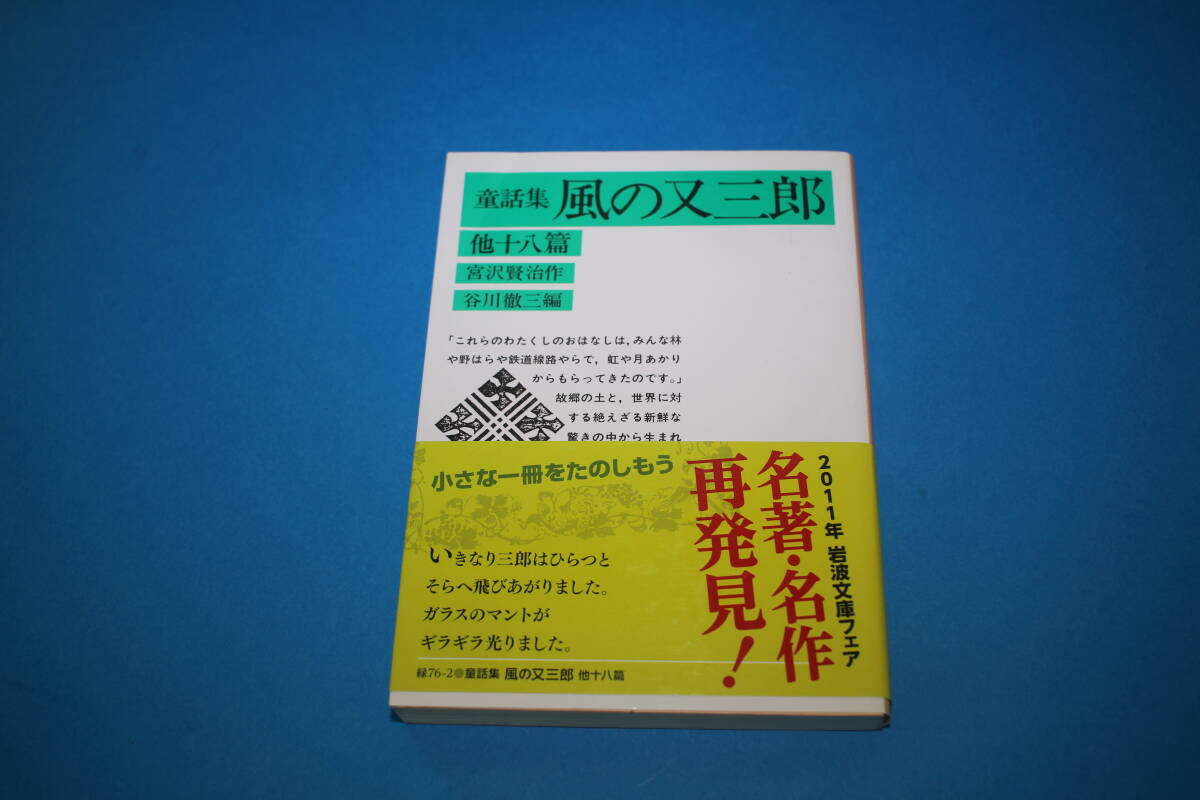 童話集 風の又三郎
他十八篇
宮沢賢治作
谷川徹三編
「これらのわたくしのおはなしは,みんな林
や野はらや鉄道線路やらで,虹や月あかり
からもらってきたのです。」
故郷の土と,世界に対
する絶えざる新鮮な
驚きの中から生まれ
小さな一冊をたのしもう
2011年 岩波文庫フェア
名著・名作
再発見!
いきなり三郎はひらつと
そらへ飛びあがりました。
ガラスのマントが
ギラギラ光りました。
緑76-2●童話集 風の又三郎 他十八篇